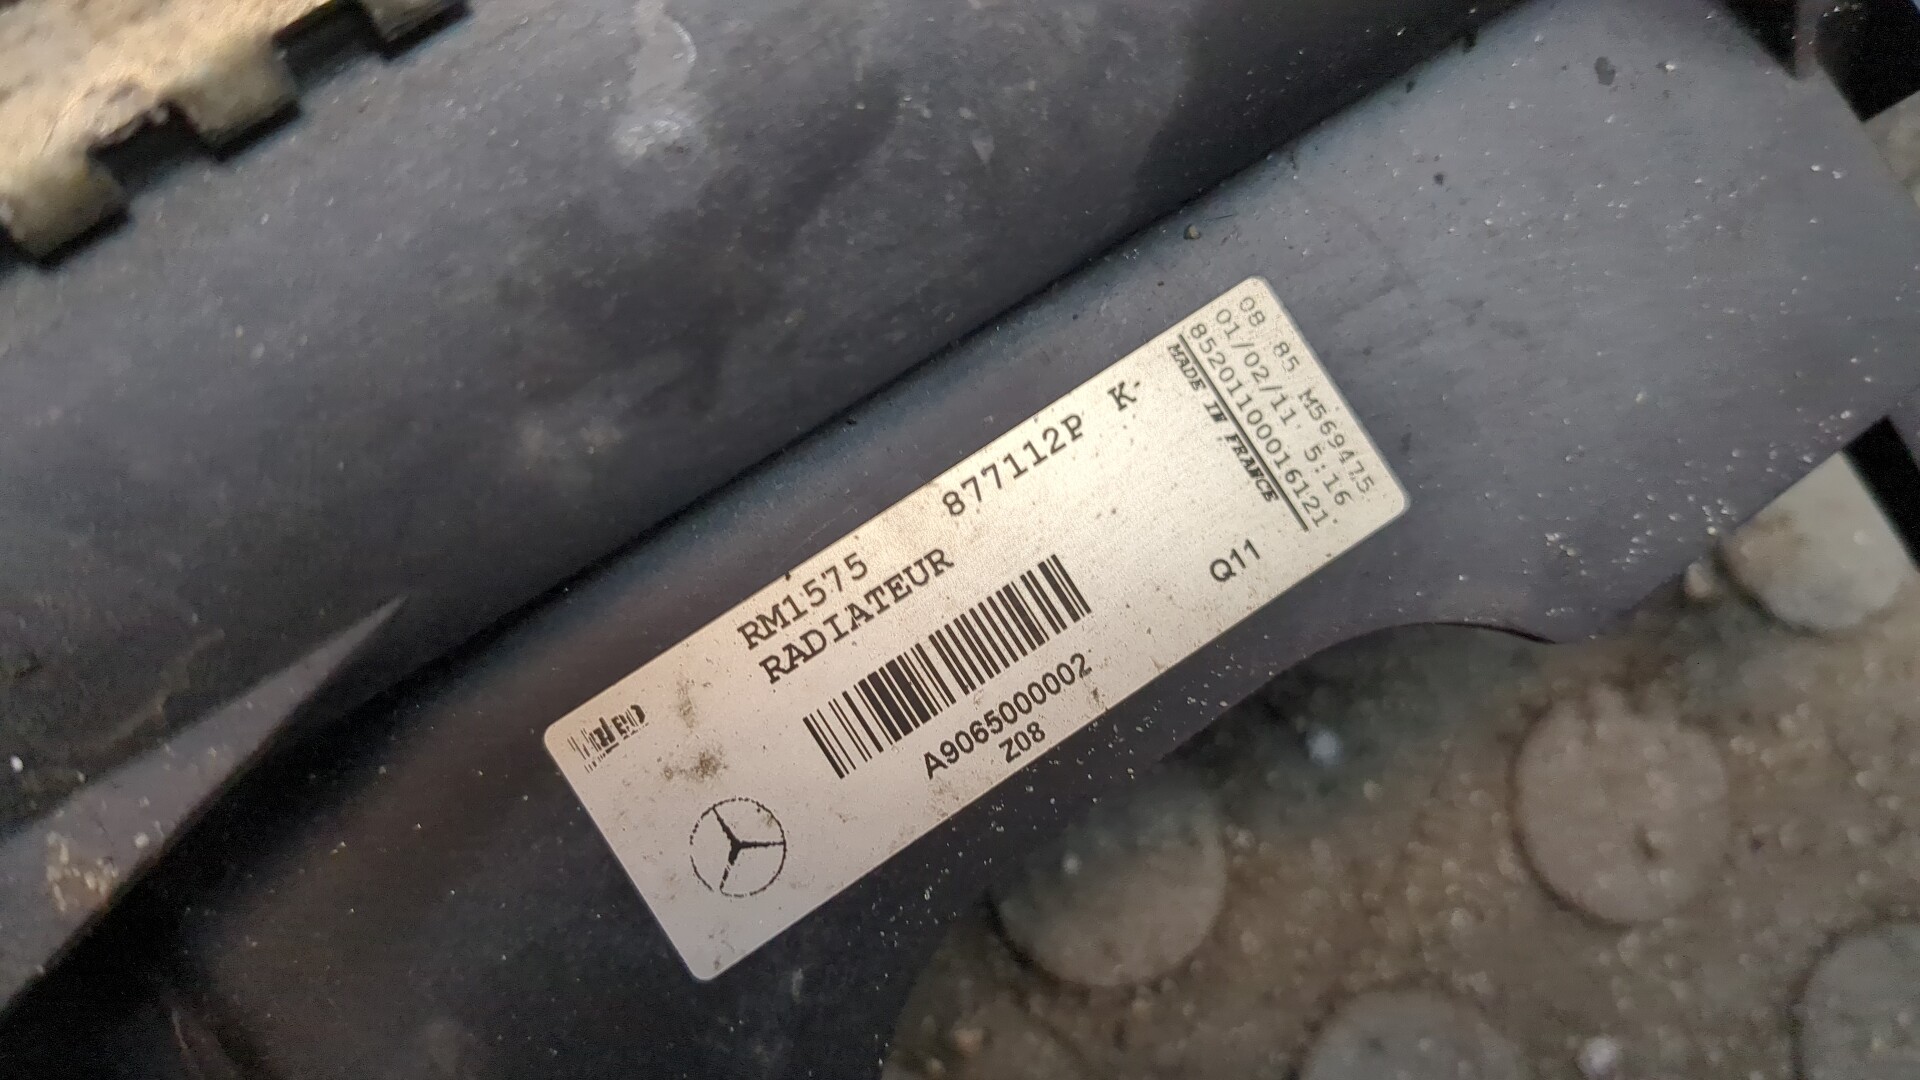 RM1575 877112P K
RADIATEUR
A9065000002
Z08
Q11
08 85 M569475
01/02/11 5:16
85201100016121
MADE IN FRANCE